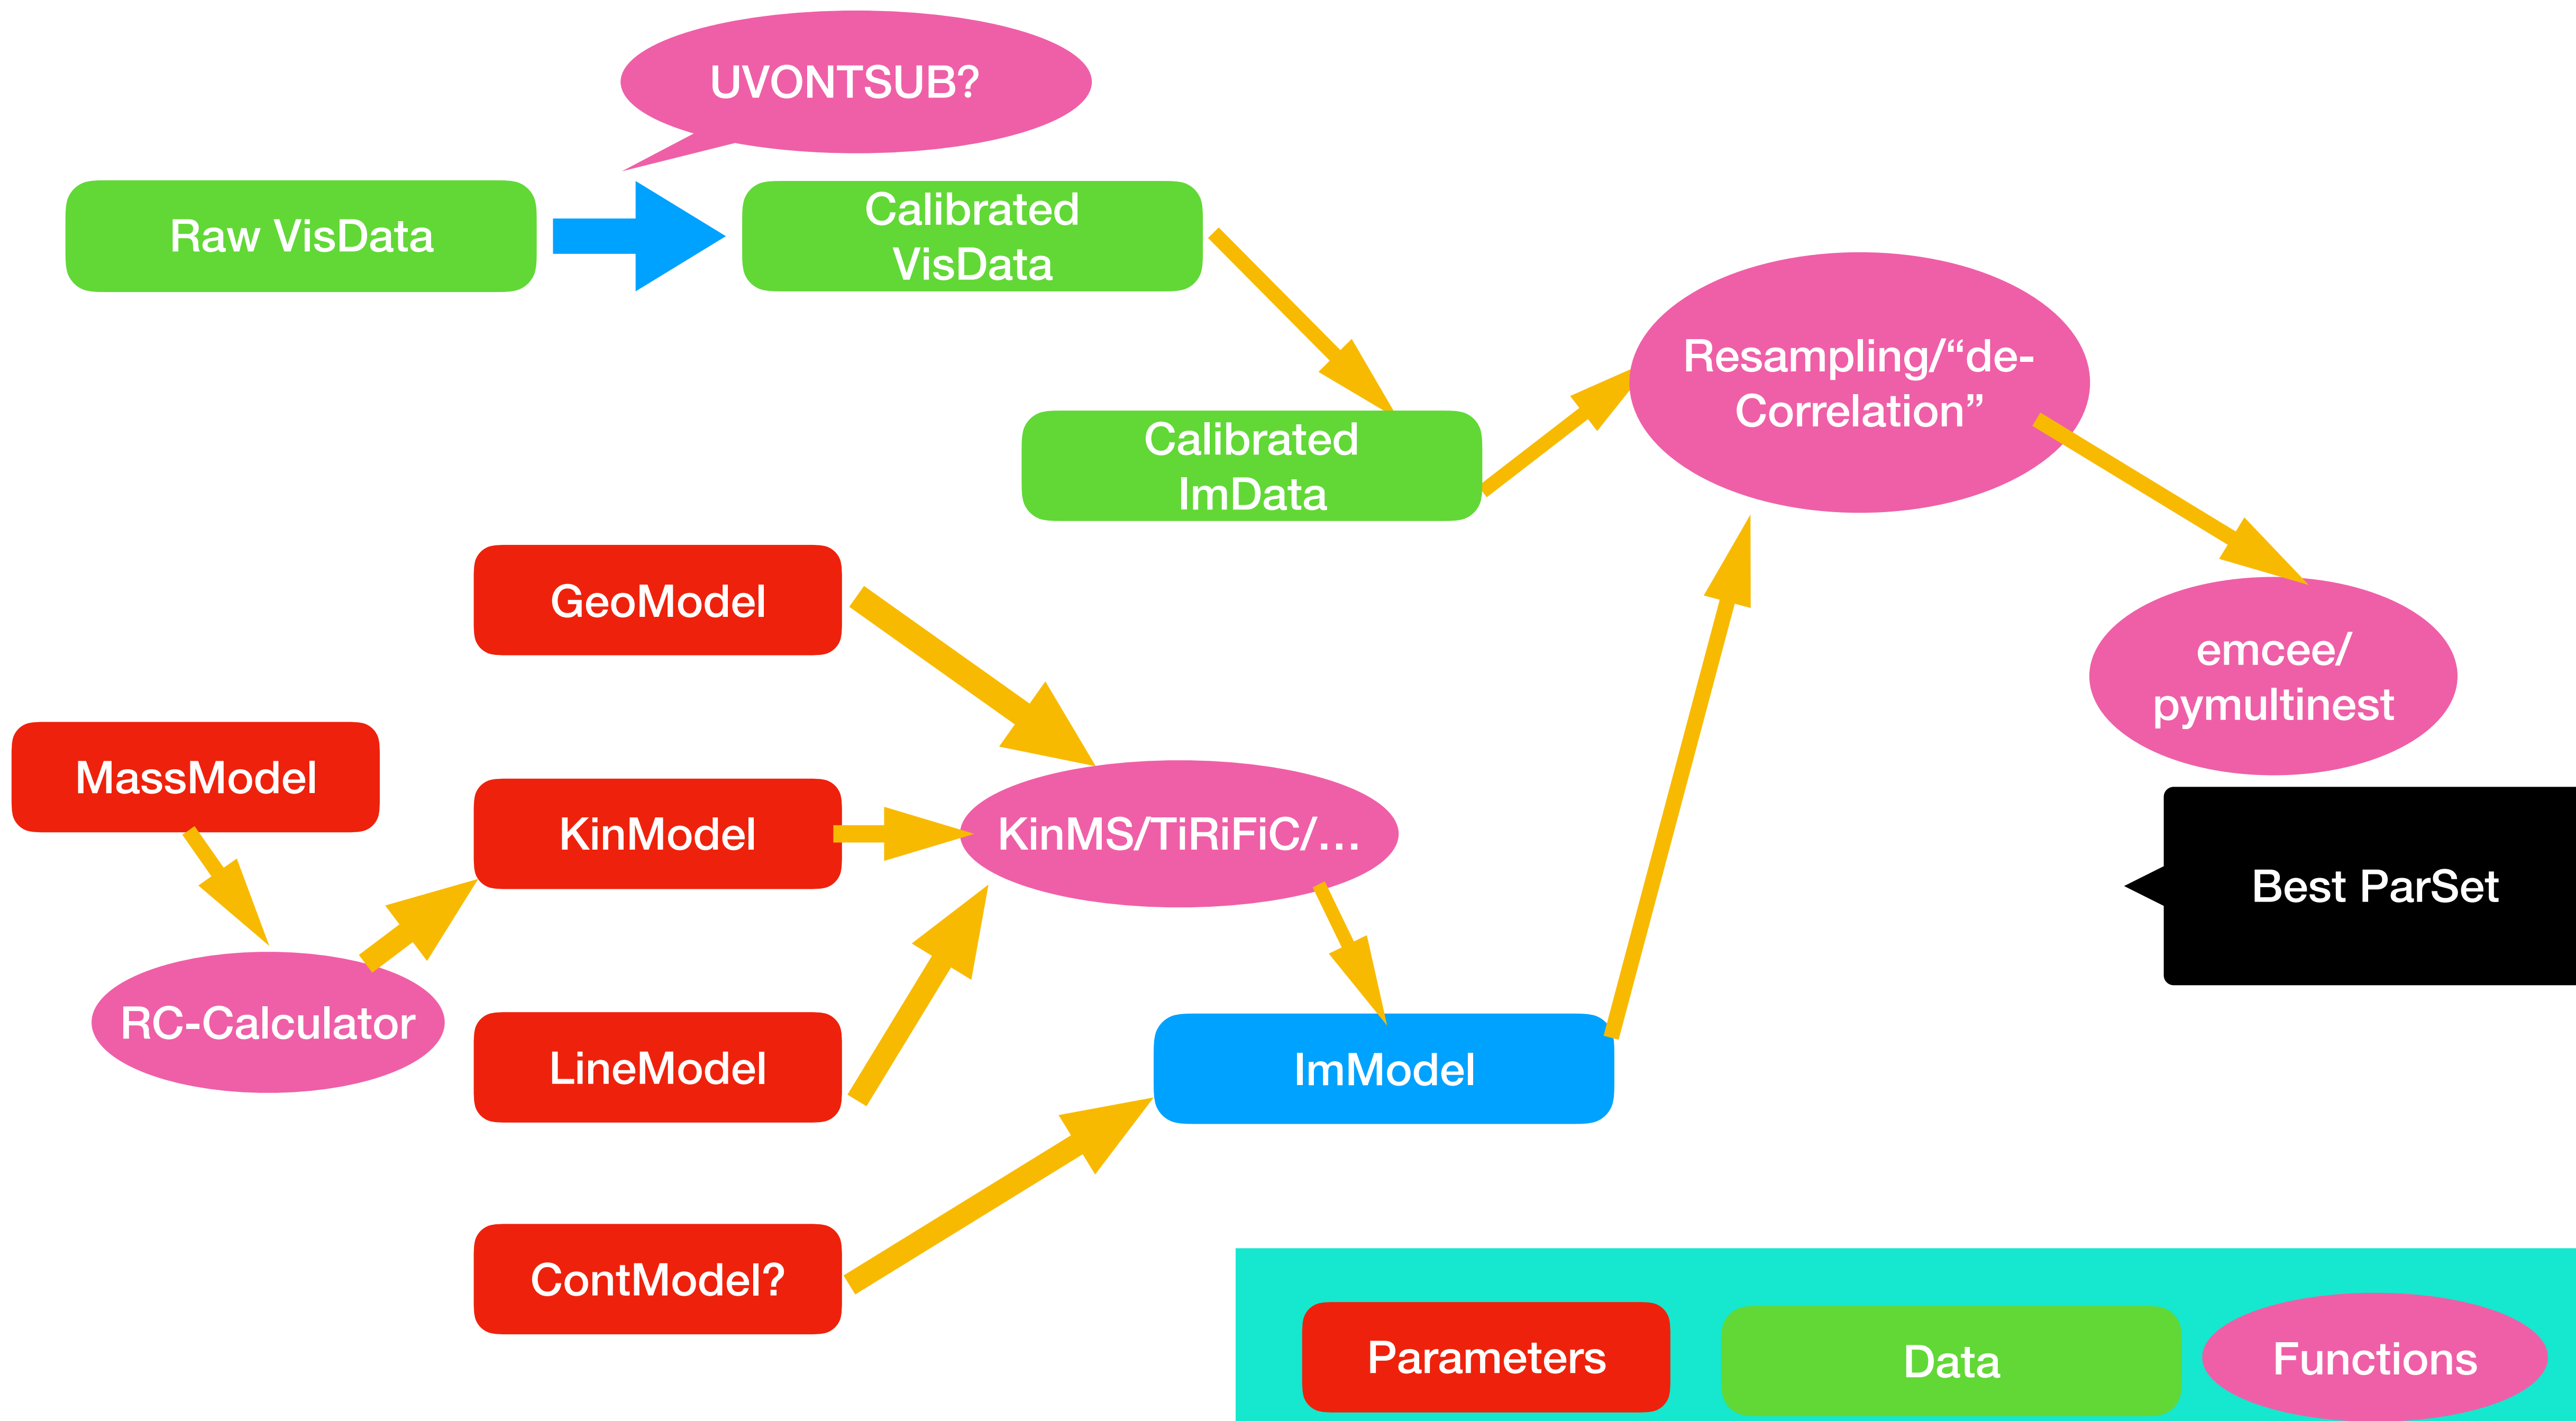 UVONTSUB?
Raw VisData
Calibrated
VisData
Calibrated
ImData
Resampling/“de-
Correlation”
GeoModel
emcee/
pymultinest
MassModel
KinModel
KinMS/TiRiFiC/…
Best ParSet
RC-Calculator
LineModel
ImModel
ContModel?
Parameters
Data
Functions